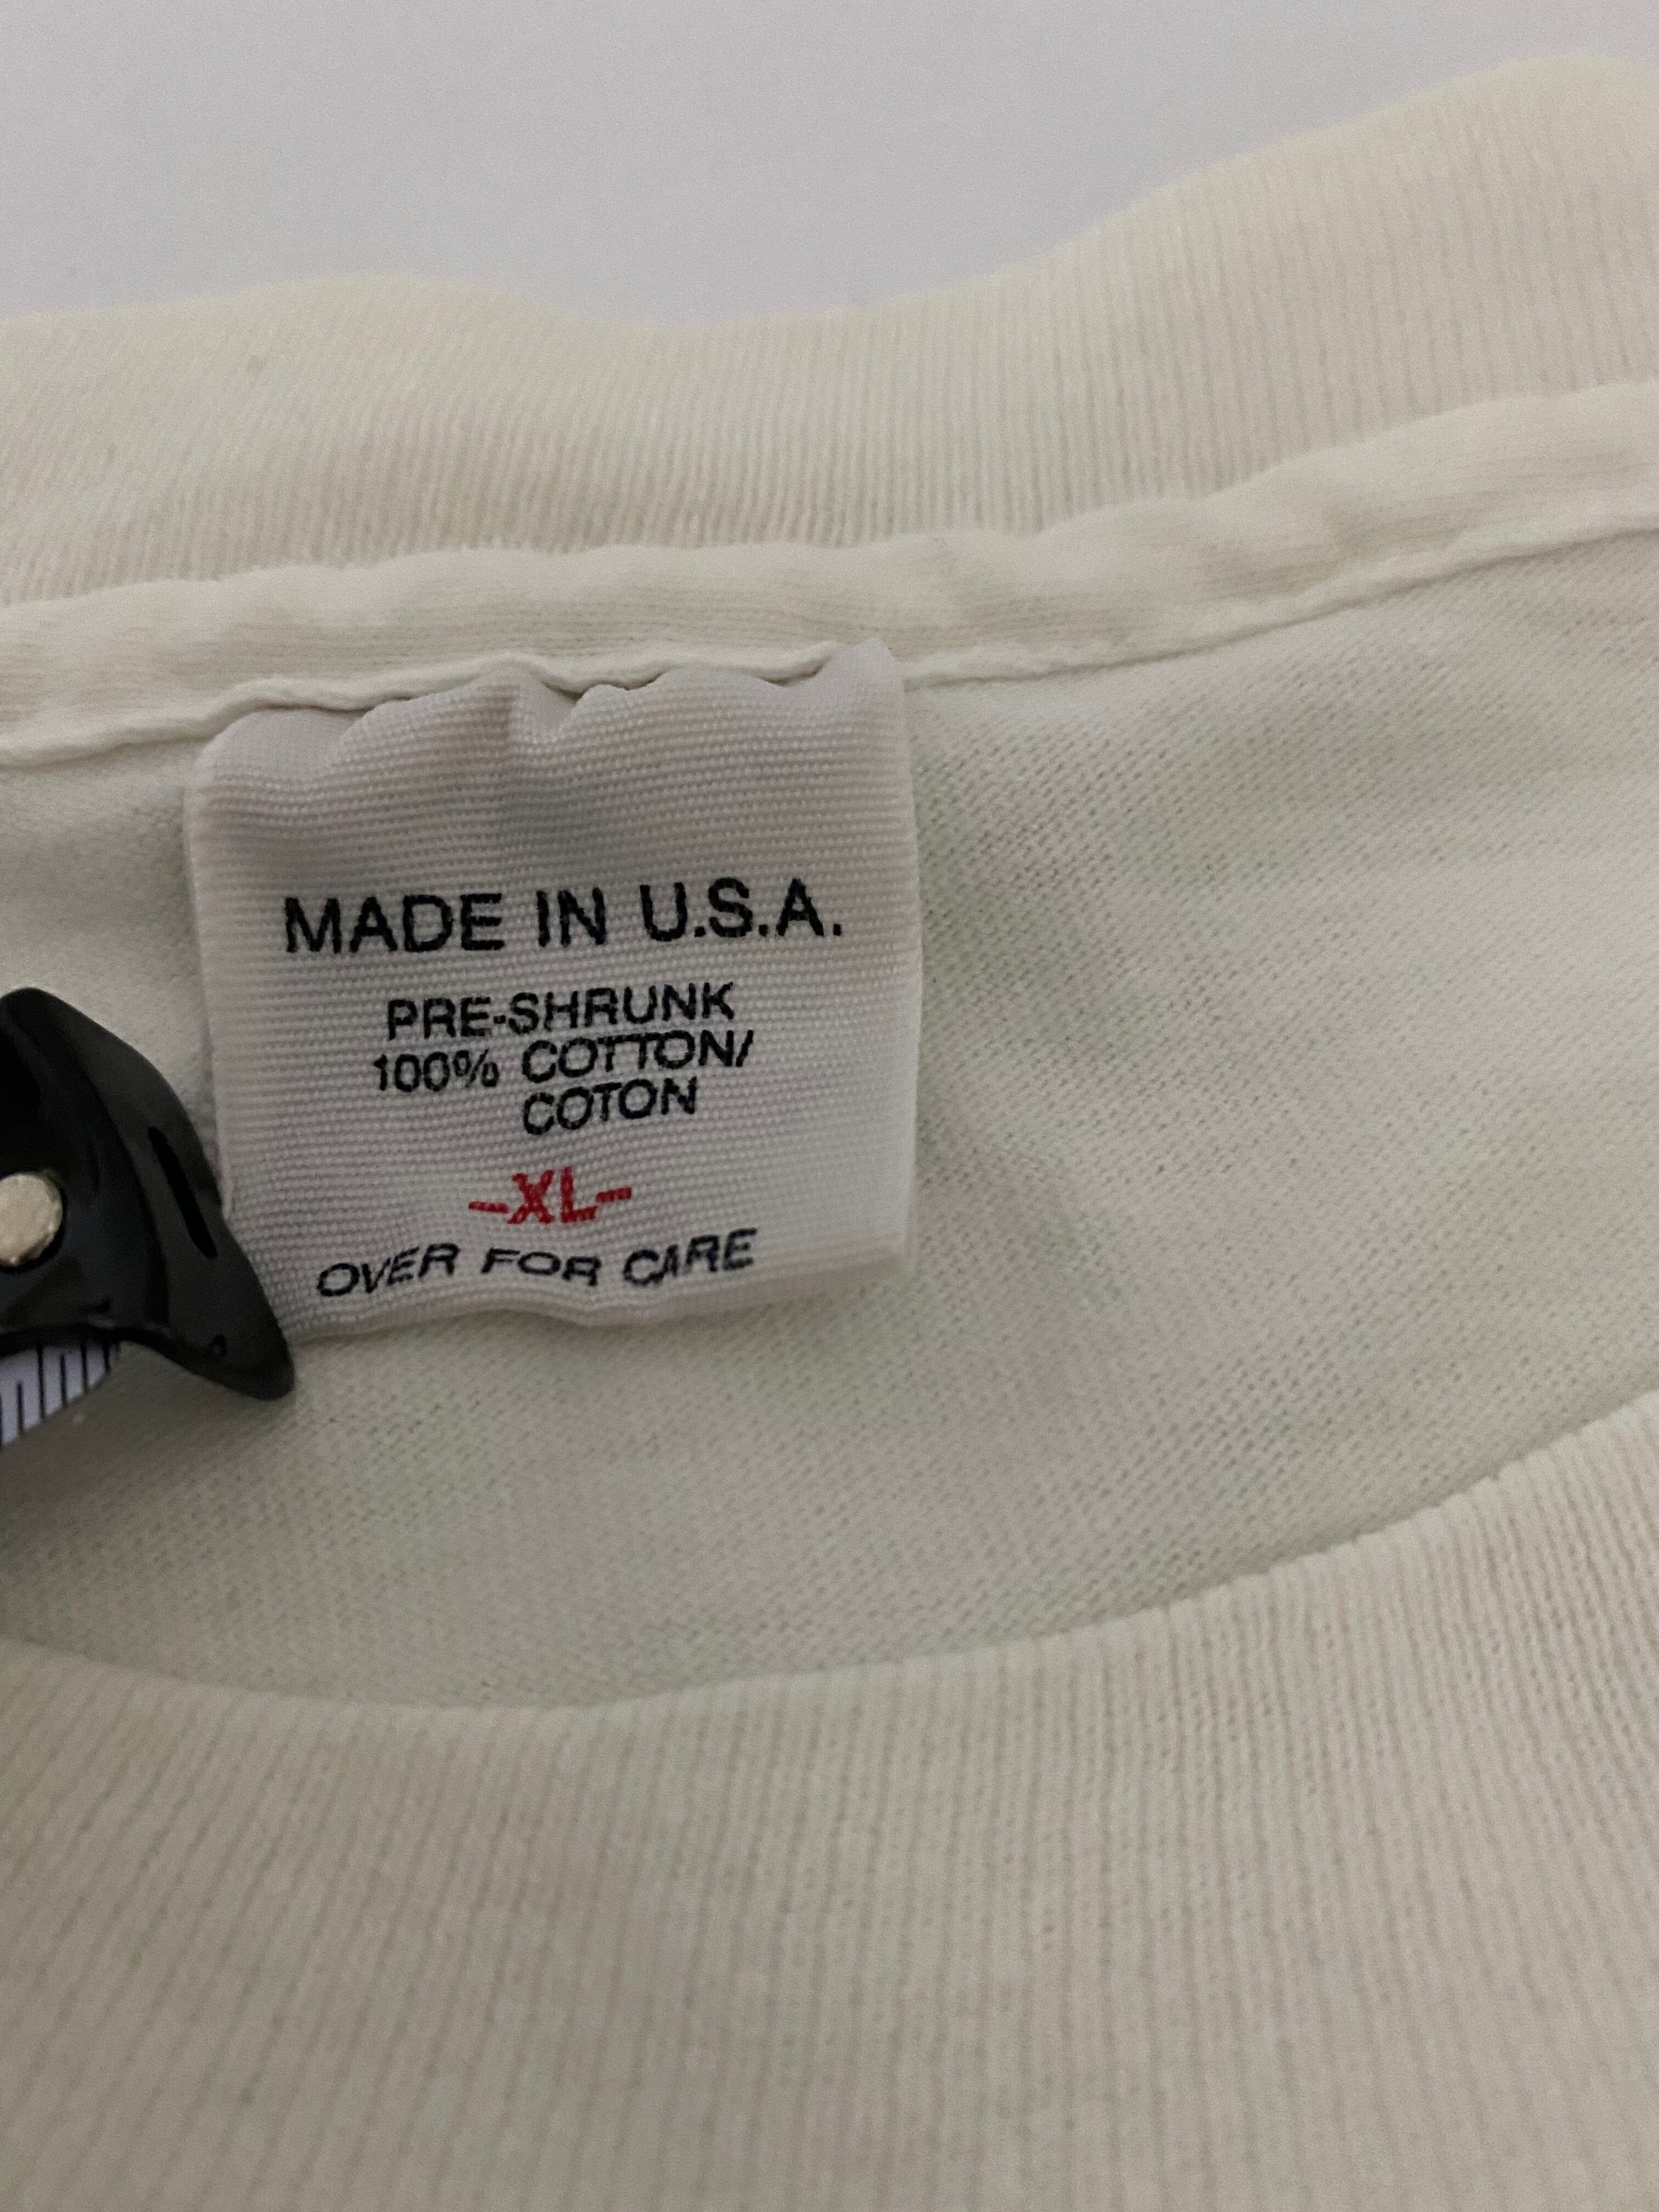 MADE IN U.S.A.
PRE-SHRUNK
100% COTTON/
COTON
-XL-
OVER FOR CARE